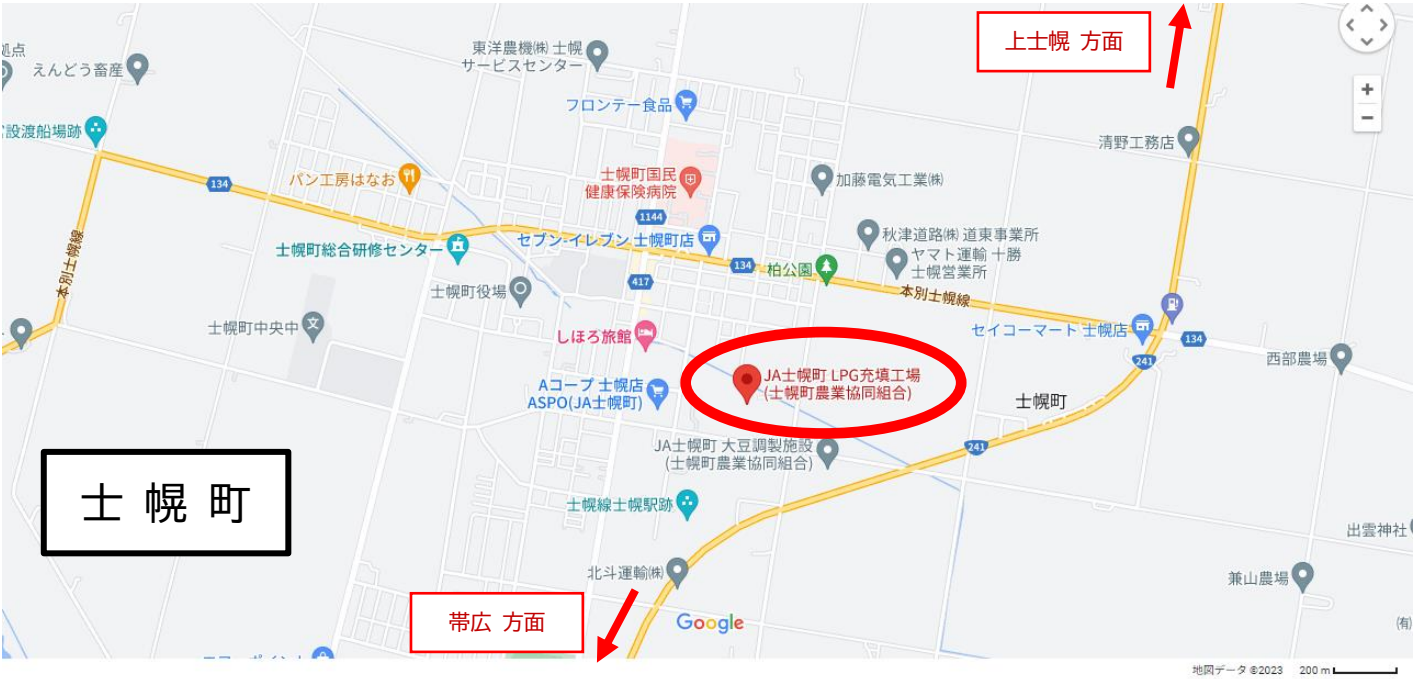 上士幌 方面
東洋農機㈱ 士幌
サービスセンター
拠点
えんどう畜産
フロンテー食品
官設渡船場跡
清野工務店
134
パン工房はなお
士幌町国民
健康保険病院
加藤電気工業㈱
1144
士幌町総合研修センター
セブン-イレブン 士幌町店
秋津道路㈱ 道東事業所
ヤマト運輸 十勝
士幌営業所
本別士幌線
134
柏公園
417
士幌町役場
本別士幌線
士幌町中央中
しほろ旅館
セイコーマート 士幌店
134
241
西部農場
JA士幌町 LPG充填工場
(士幌町農業協同組合)
Aコープ 士幌店
ASPO(JA士幌町)
士幌町
JA士幌町 大豆調製施設
(士幌町農業協同組合)
241
士 幌 町
士幌線士幌駅跡
出雲神社
北斗運輸㈱
兼山農場
帯広 方面
Google
(有)
地図データ ©2023 200 m